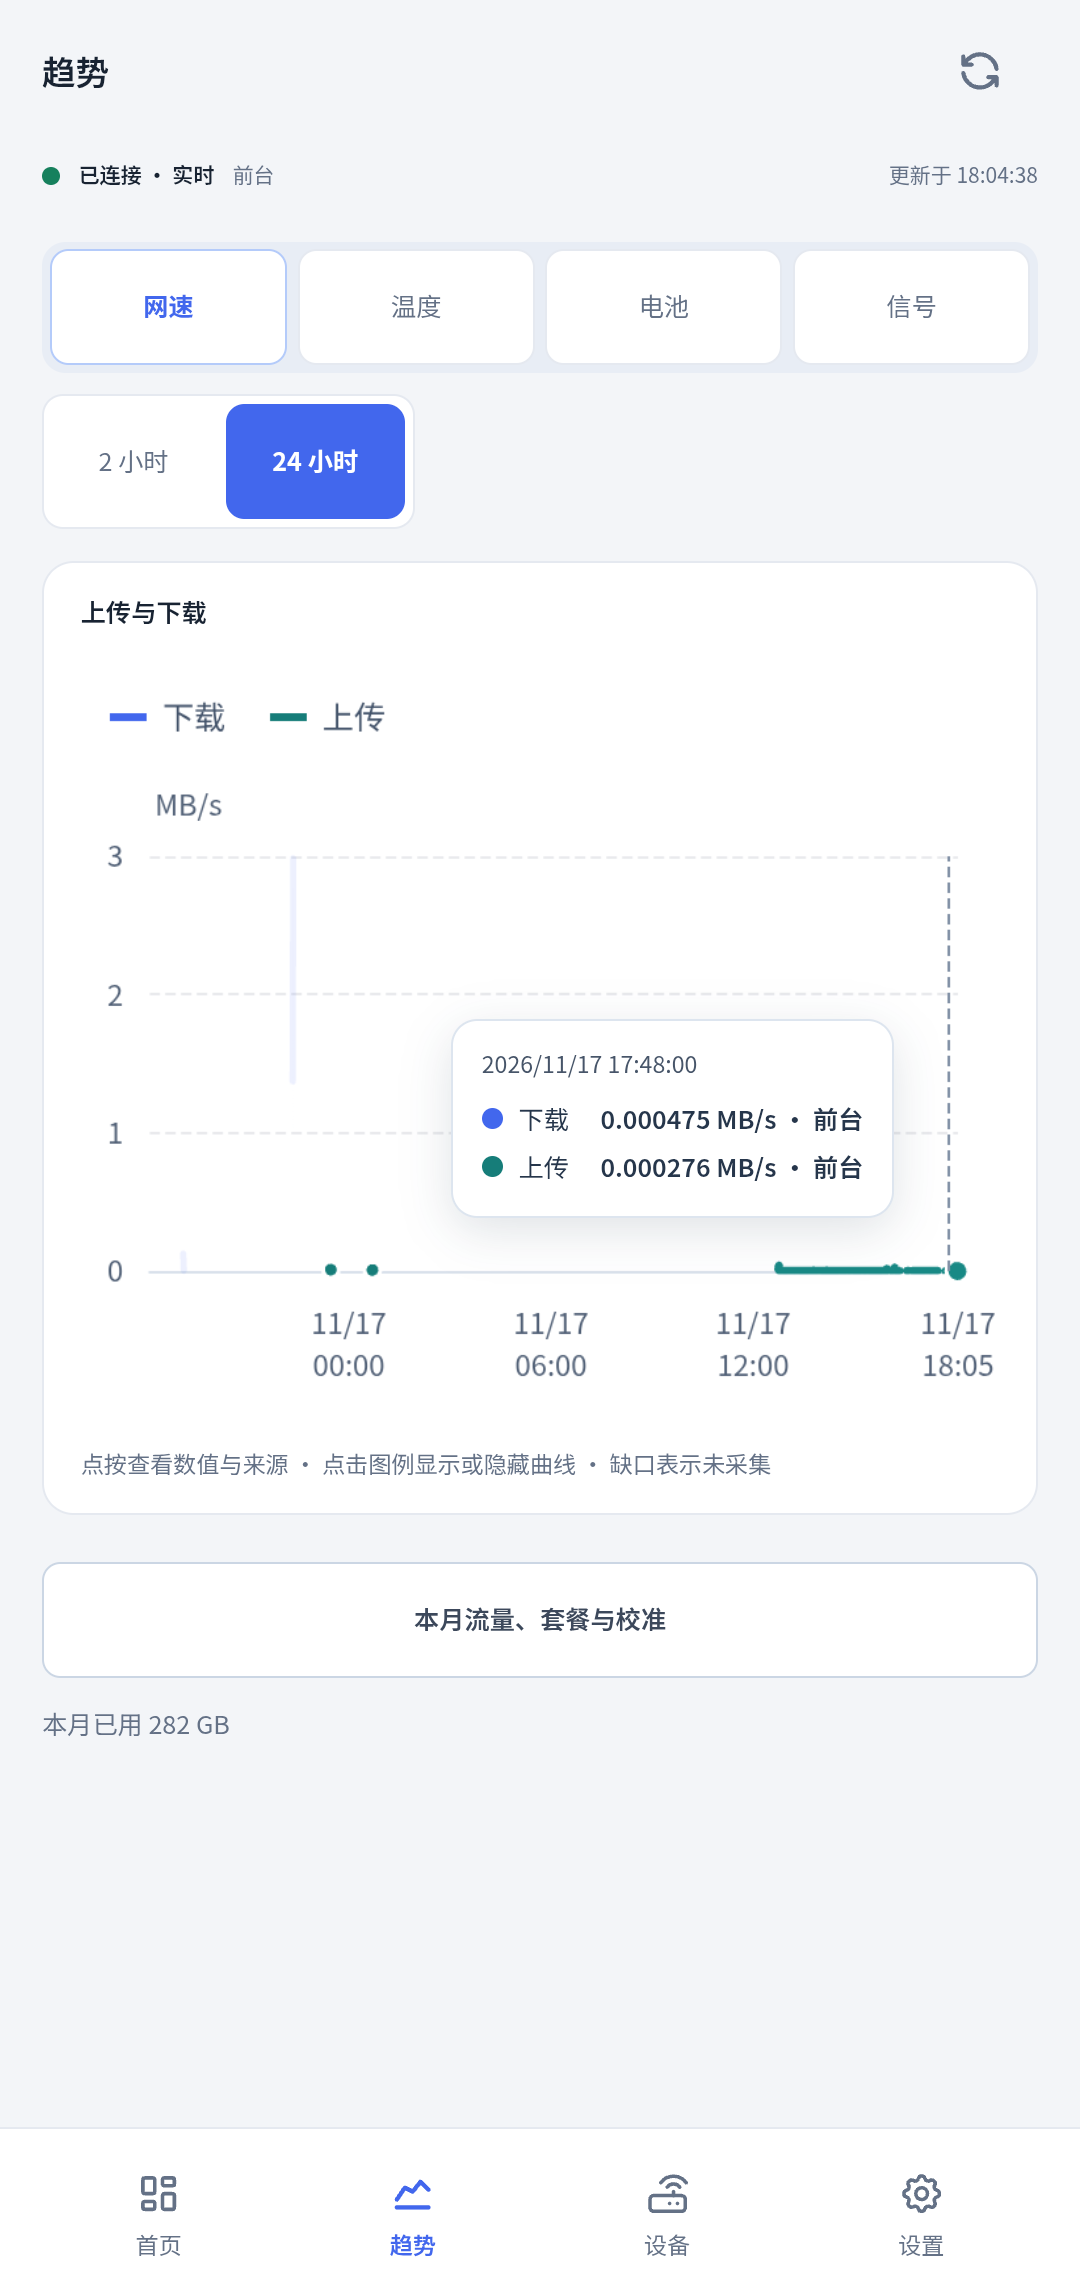 趋势
已连接 · 实时 前台 更新于 18:04:38
网速 温度 电池 信号
2 小时 24 小时
上传与下载
下载 上传
MB/s
3
2
2026/11/17 17:48:00
下载 0.000475 MB/s · 前台
1
上传 0.000276 MB/s · 前台
0
11/17 11/17 11/17 11/17
00:00 06:00 12:00 18:05
点按查看数值与来源 · 点击图例显示或隐藏曲线 · 缺口表示未采集
本月流量、套餐与校准
本月已用 282 GB
首页 趋势 设备 设置